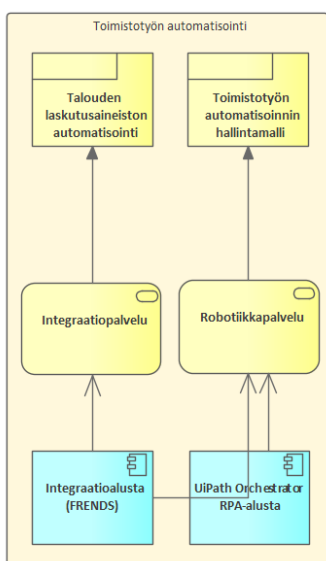 Toimistotyön automatisointi
Talouden
laskutusaineiston
automatisointi
Toimistotyön
automatisoinnin
hallintamalli
Integraatiopalvelu
Robotiikkapalvelu
Integraatioalusta
(FRENDS)
UiPath Orchestrator
RPA-alusta